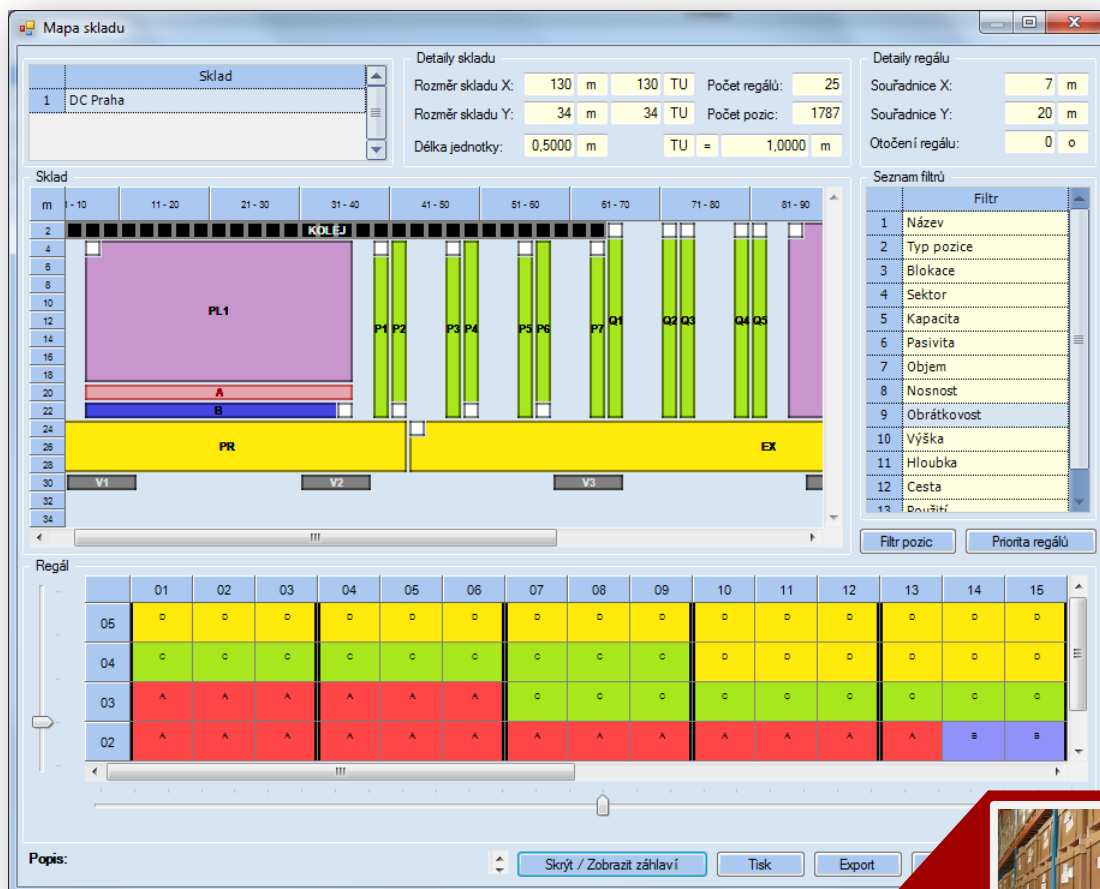 Mapa skladu
Sklad
1 DC Praha
Detaily skladu
Rozměr skladu X: 130 m 130 TU Počet regálů: 25
Rozměr skladu Y: 34 m 34 TU Počet pozic: 1787
Délka jednotky: 0,5000 m TU = 1,0000 m
Detaily regálu
Souřadnice X: 7 m
Souřadnice Y: 20 m
Otočení regálu: 0 o
Sklad
m 1 - 10 11 - 20 21 - 30 31 - 40 41 - 50 51 - 60 61 - 70 71 - 80 81 - 90
2 KOLEJ
4
6
8
10
PL1
12
P1 P2 P3 P4 P5 P6 P7 Q1 Q2 Q3 Q4 Q5
14
16
18
20 A
22 B
24
26 PR EX
28
30 V1 V2 V3
32
34
Seznam filtrů
Filtr
1 Název
2 Typ pozice
3 Blokace
4 Sektor
5 Kapacita
6 Pasivita
7 Objem
8 Nosnost
9 Obrátkovost
10 Výška
11 Hloubka
12 Cesta
13 Použití
Filtr pozic Priorita regálů
Regál
01 02 03 04 05 06 07 08 09 10 11 12 13 14 15
05 D D D D D D D D D D D D D D D
04 C C C C C C C C C D D D D D D
03 A A A A A A C C C C C C C C C
02 A A A A A A A A A A A A A B B
Popis:
Skrýt / Zobrazit záhlaví Tisk Export